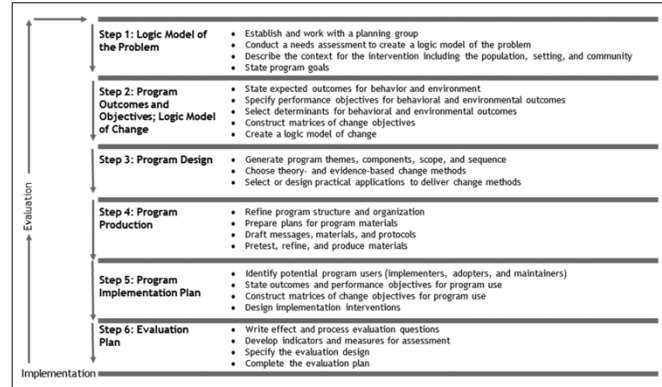 Step 1: Logic Model of
the Problem
• Establish and work with a planning group
• Conduct a needs assessment to create a logic model of the problem
• Describe the context for the intervention including the population, setting, and community
• State program goals
Step 2: Program
Outcomes and
Objectives; Logic Model
of Change
• State expected outcomes for behavior and environment
• Specify performance objectives for behavioral and environmental outcomes
• Select determinants for behavioral and environmental outcomes
• Construct matrices of change objectives
• Create a logic model of change
Step 3: Program Design
• Generate program themes, components, scope, and sequence
• Choose theory- and evidence-based change methods
• Select or design practical applications to deliver change methods
Step 4: Program
Production
• Refine program structure and organization
• Prepare plans for program materials
• Draft messages, materials, and protocols
• Pretest, refine, and produce materials
Step 5: Program
Implementation Plan
• Identify potential program users (implementers, adopters, and maintainers)
• State outcomes and performance objectives for program use
• Construct matrices of change objectives for program use
• Design implementation interventions
Step 6: Evaluation
Plan
• Write effect and process evaluation questions
• Develop indicators and measures for assessment
• Specify the evaluation design
• Complete the evaluation plan
Evaluation
Implementation